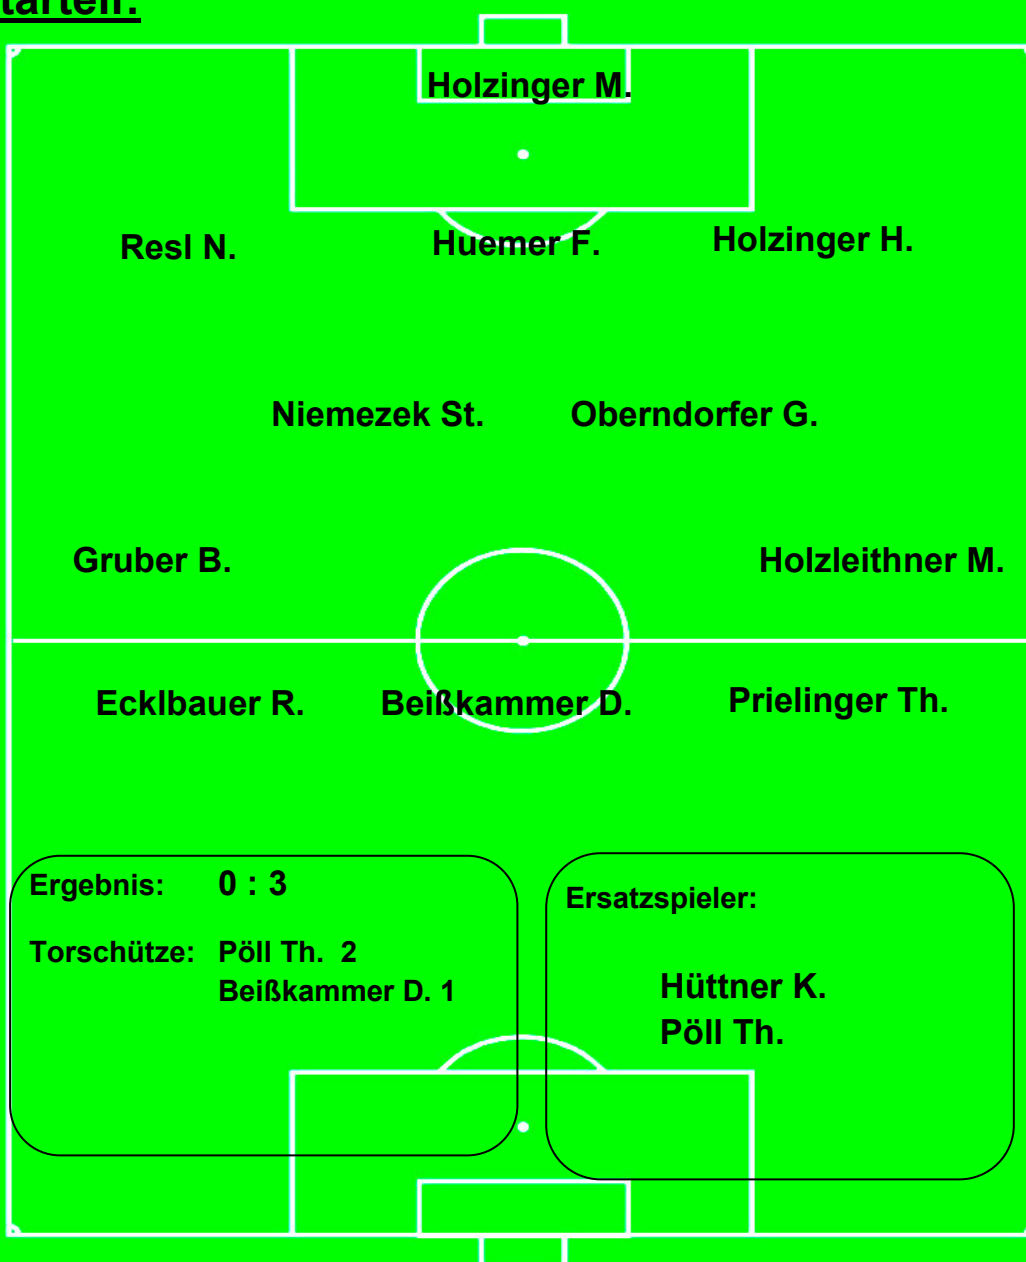 Holzinger M.
Resl N. Huemer F. Holzinger H.
Niemezek St. Oberndorfer G.
Gruber B. Holzleithner M.
Ecklbauer R. Beißkammer D. Prielinger Th.
Ergebnis: 0 : 3
Torschütze: Pöll Th. 2
Beißkammer D. 1
Ersatzspieler:
Hüttner K.
Pöll Th.